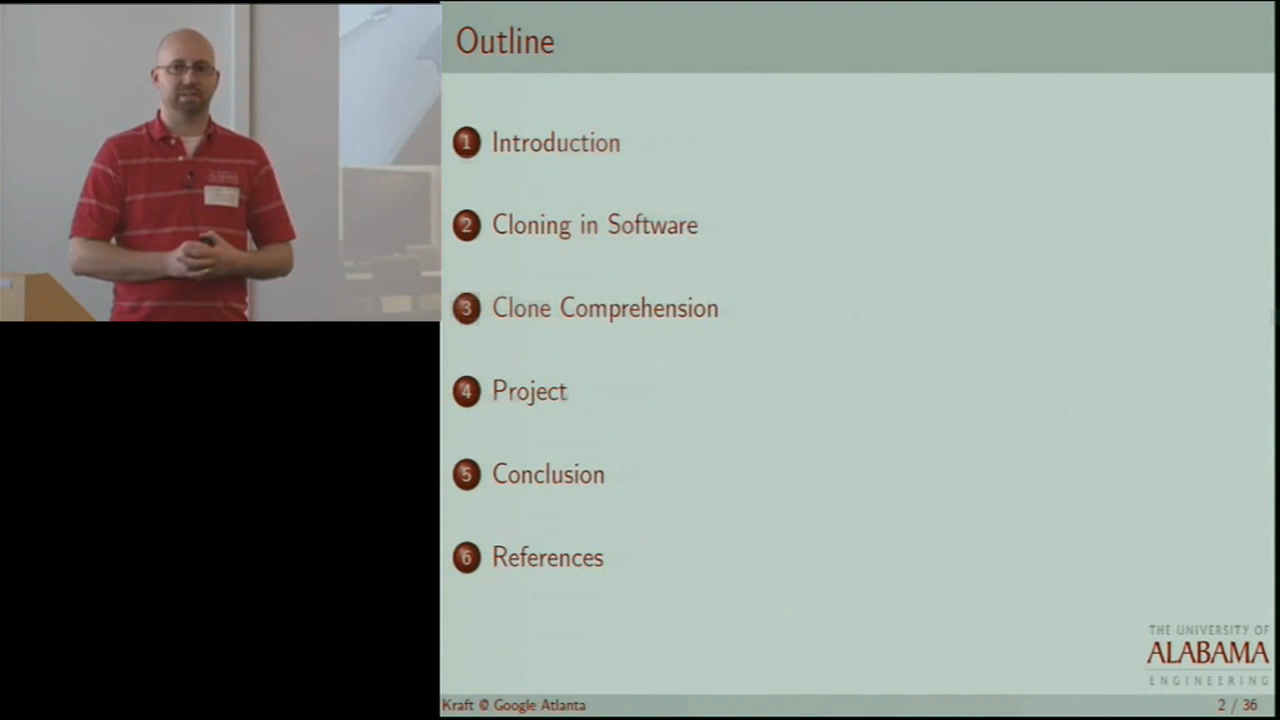 Outline
1 Introduction
2 Cloning in Software
3 Clone Comprehension
4 Project
5 Conclusion
6 References
THE UNIVERSITY OF
ALABAMA
ENGINEERING
Kraft @ Google Atlanta
2 / 36